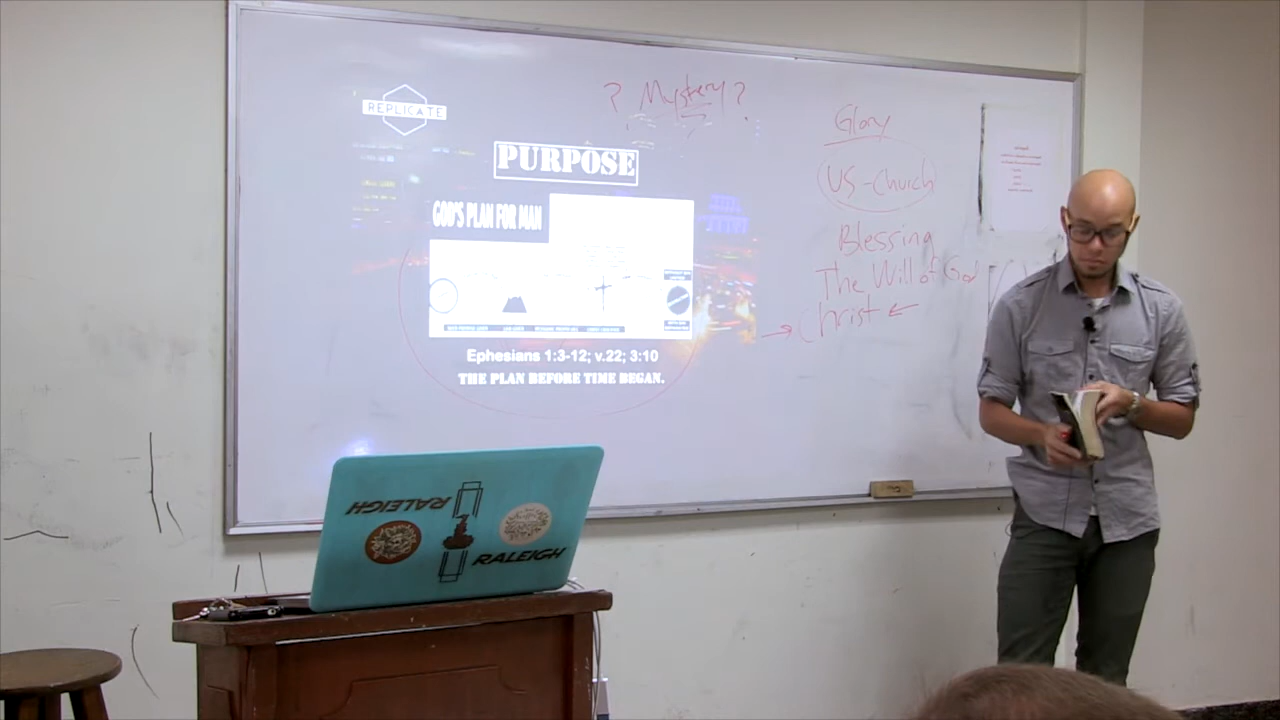 REPLICATE
? Mystery ?
PURPOSE
GOD'S PLAN FOR MAN
Ephesians 1:3-12; v.22; 3:10
THE PLAN BEFORE TIME BEGAN.
Glory
US-Church
Blessing
The Will of God
→ Christ ←
RALEIGH
RALEIGH